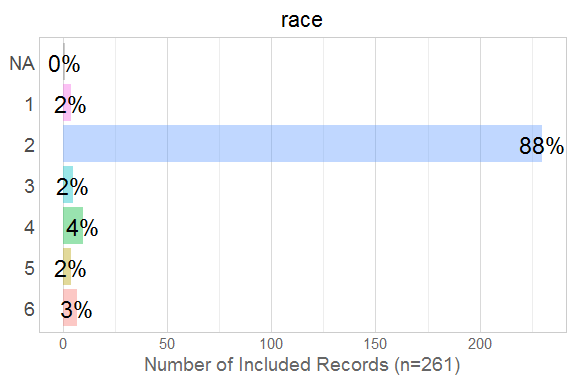 race
NA 0%
1 2%
2 88%
3 2%
4 4%
5 2%
6 3%
0 50 100 150 200
Number of Included Records (n=261)